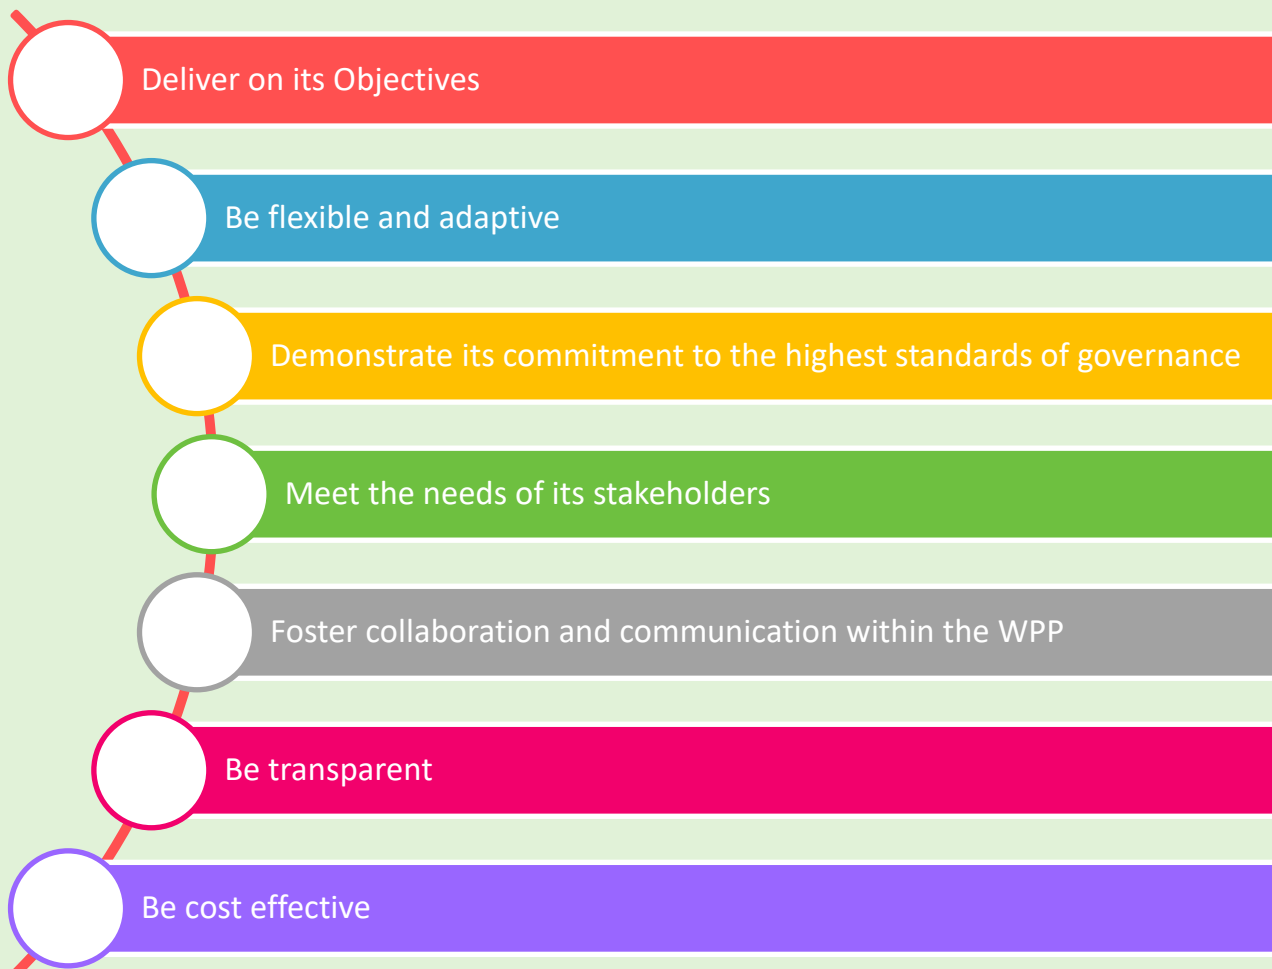 Deliver on its Objectives
Be flexible and adaptive
Demonstrate its commitment to the highest standards of governance
Meet the needs of its stakeholders
Foster collaboration and communication within the WPP
Be transparent
Be cost effective